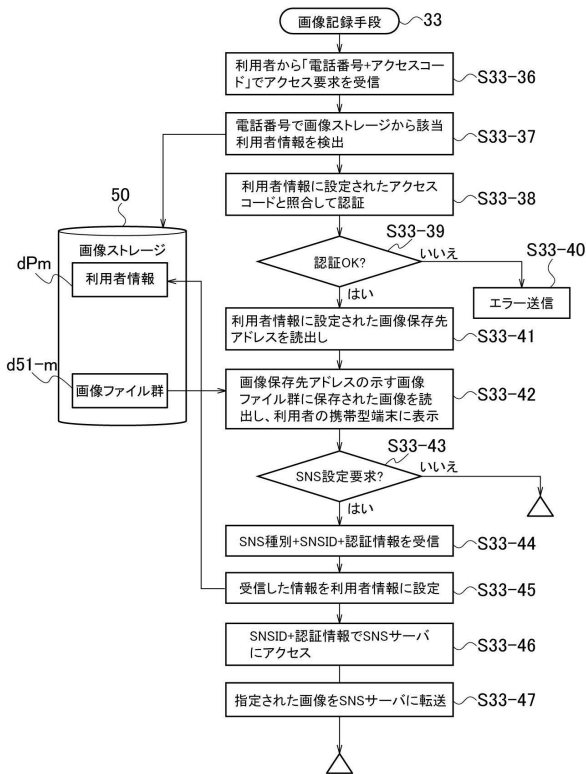 画像記録手段
33
利用者から「電話番号+アクセスコー
ド」でアクセス要求を受信
S33-36
電話番号で画像ストレージから該当
利用者情報を検出
S33-37
利用者情報に設定されたアクセス
コードと照合して認証
S33-38
50
画像ストレージ
dPm
利用者情報
d51-m
画像ファイル群
認証OK?
S33-39
いいえ
はい
S33-40
エラー送信
利用者情報に設定された画像保存先
アドレスを読出し
S33-41
画像保存先アドレスの示す画像
ファイル群に保存された画像を読
出し、利用者の携帯型端末に表示
S33-42
SNS設定要求?
S33-43
いいえ
はい
SNS種別+SNSID+認証情報を受信
S33-44
受信した情報を利用者情報に設定
S33-45
SNSID+認証情報でSNSサーバ
にアクセス
S33-46
指定された画像をSNSサーバに転送
S33-47